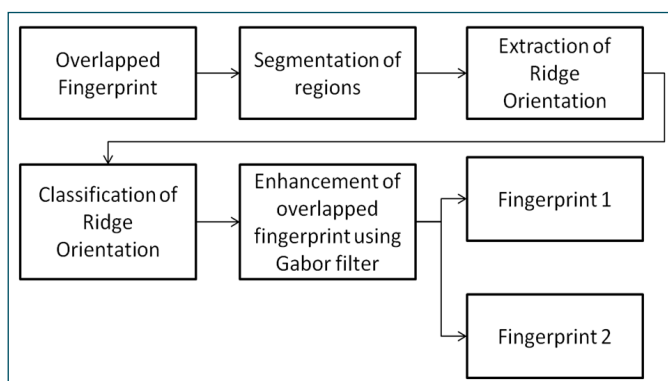 Overlapped
Fingerprint
Segmentation of
regions
Extraction of
Ridge
Orientation
Classification of
Ridge
Orientation
Enhancement of
overlapped
fingerprint using
Gabor filter
Fingerprint 1
Fingerprint 2